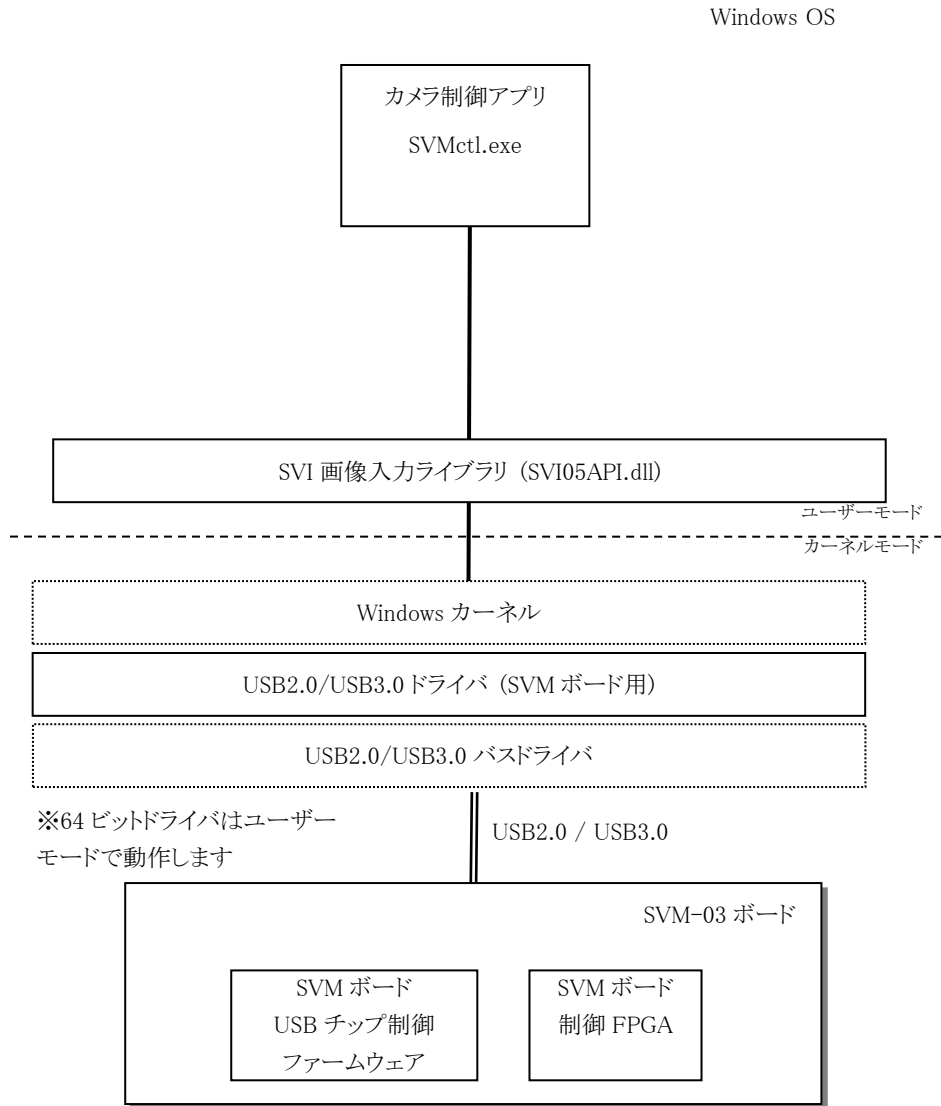 Windows OS
カメラ制御アプリ
SVMctl.exe
SVI 画像入力ライブラリ (SVI05API.dll)
ユーザーモード
カーネルモード
Windows カーネル
USB2.0/USB3.0 ドライバ (SVM ボード用)
USB2.0/USB3.0 バスドライバ
※64 ビットドライバはユーザー
モードで動作します
USB2.0 / USB3.0
SVM-03 ボード
SVM ボード
USB チップ制御
ファームウェア
SVM ボード
制御 FPGA